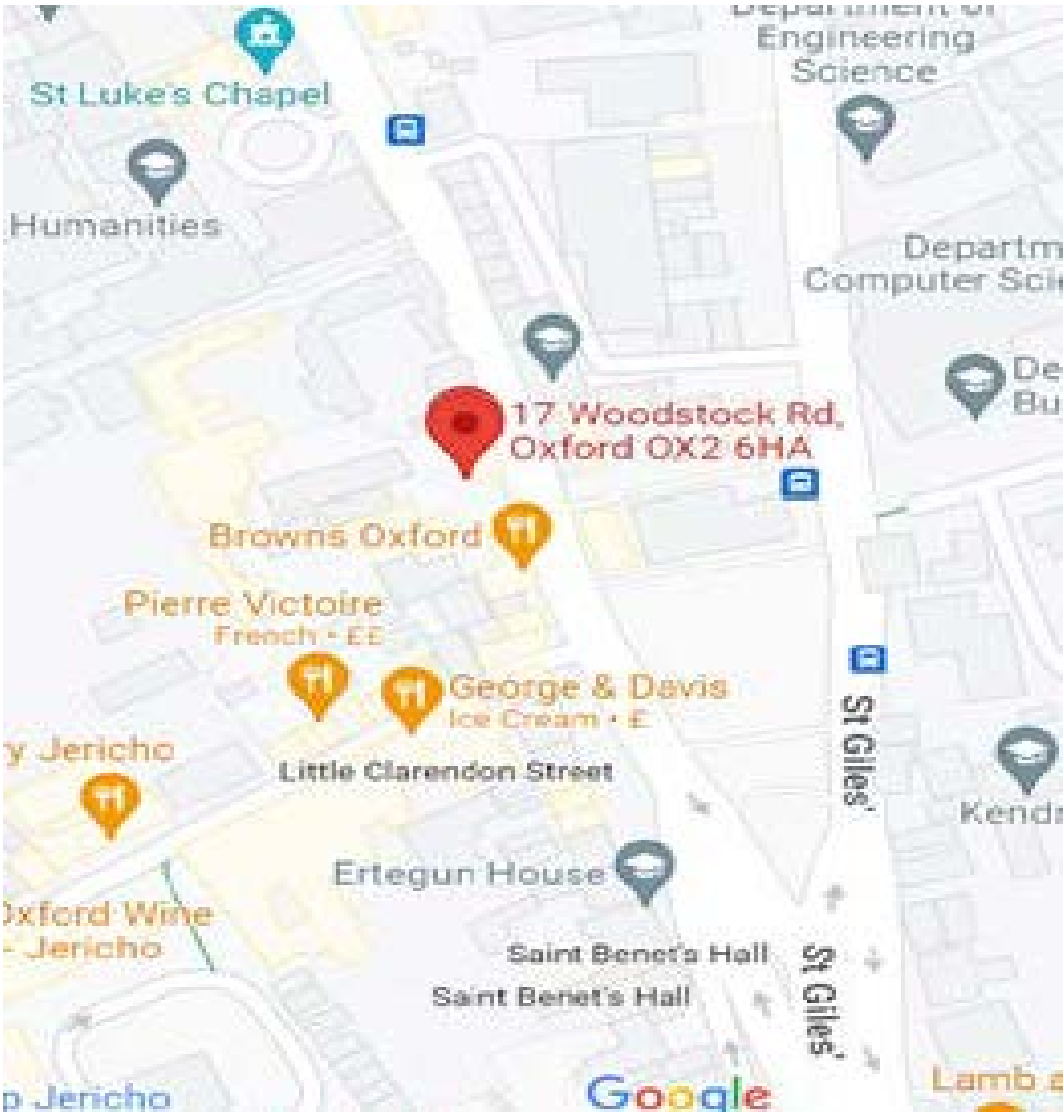 Department of
Engineering
Science
St Luke's Chapel
Humanities
Departm
Computer Scie
De
Bu
17 Woodstock Rd,
Oxford OX2 6HA
Browns Oxford
Pierre Victoire
French • ££
George & Davis
Ice Cream • £
St Giles'
y Jericho
Little Clarendon Street
Kendr
Ertegun House
Oxford Wine
- Jericho
Saint Benet's Hall
St Giles'
Saint Benet's Hall
p Jericho
Google
Lamb a